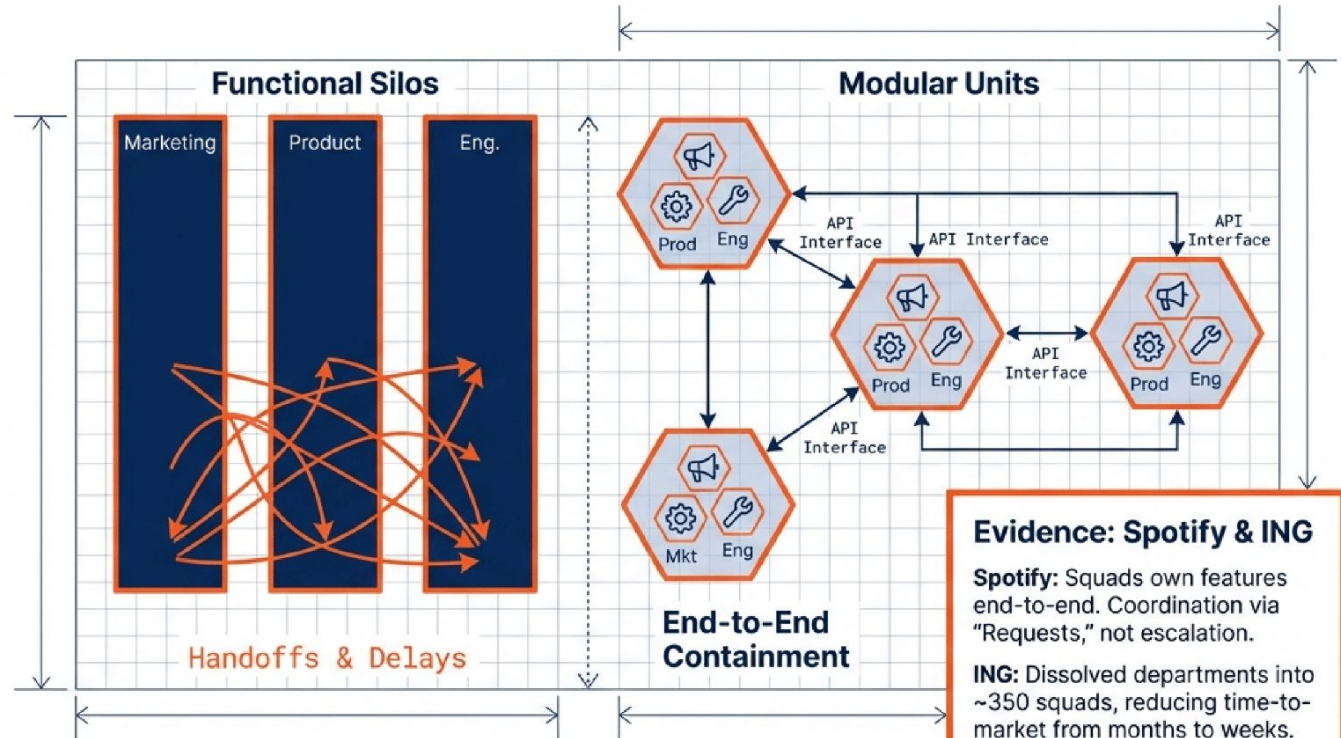 Functional Silos
Marketing
Product
Eng.
Handoffs & Delays
Modular Units
Prod
Eng
API
Interface
API Interface
API
Interface
Prod
Eng
API
Interface
Prod
Eng
API
Interface
Mkt
Eng
End-to-End
Containment
Evidence: Spotify & ING
Spotify: Squads own features
end-to-end. Coordination via
"Requests," not escalation.
ING: Dissolved departments into
~350 squads, reducing time-to-
market from months to weeks.